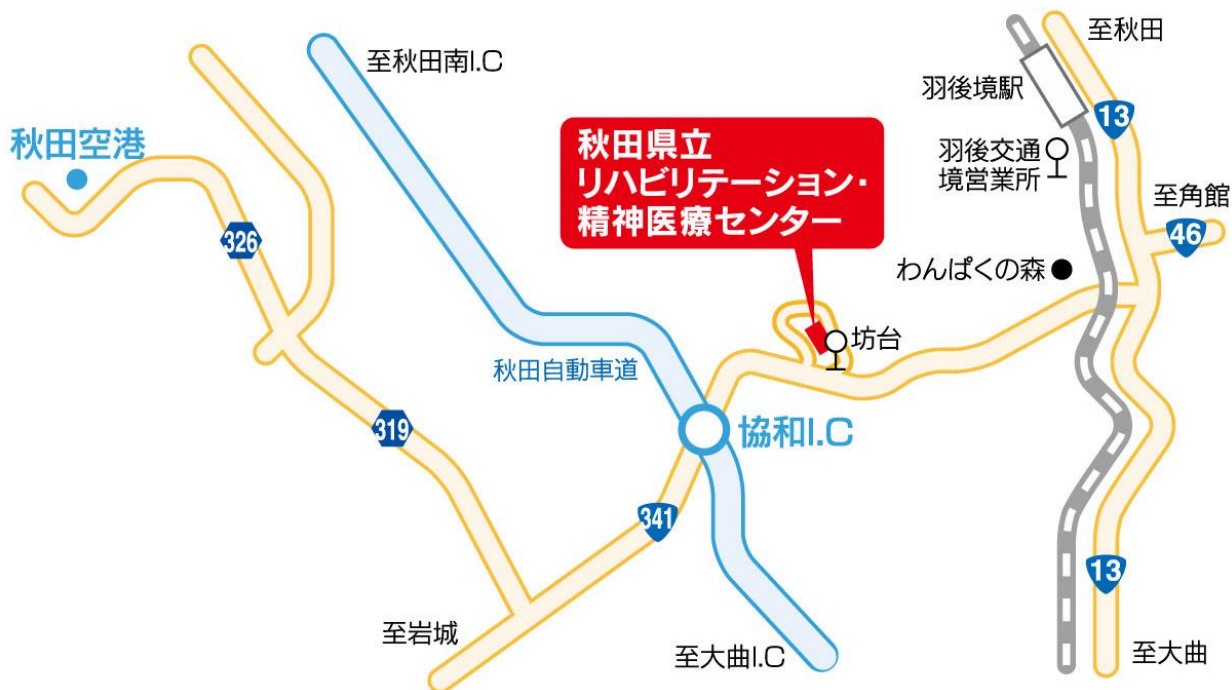 至秋田南I.C
至秋田
羽後境駅
13
秋田空港
秋田県立
リハビリテーション・
精神医療センター
羽後交通
境営業所
至角館
46
326
わんぱくの森
坊台
秋田自動車道
319
協和I.C
341
13
至岩城
至大曲I.C
至大曲